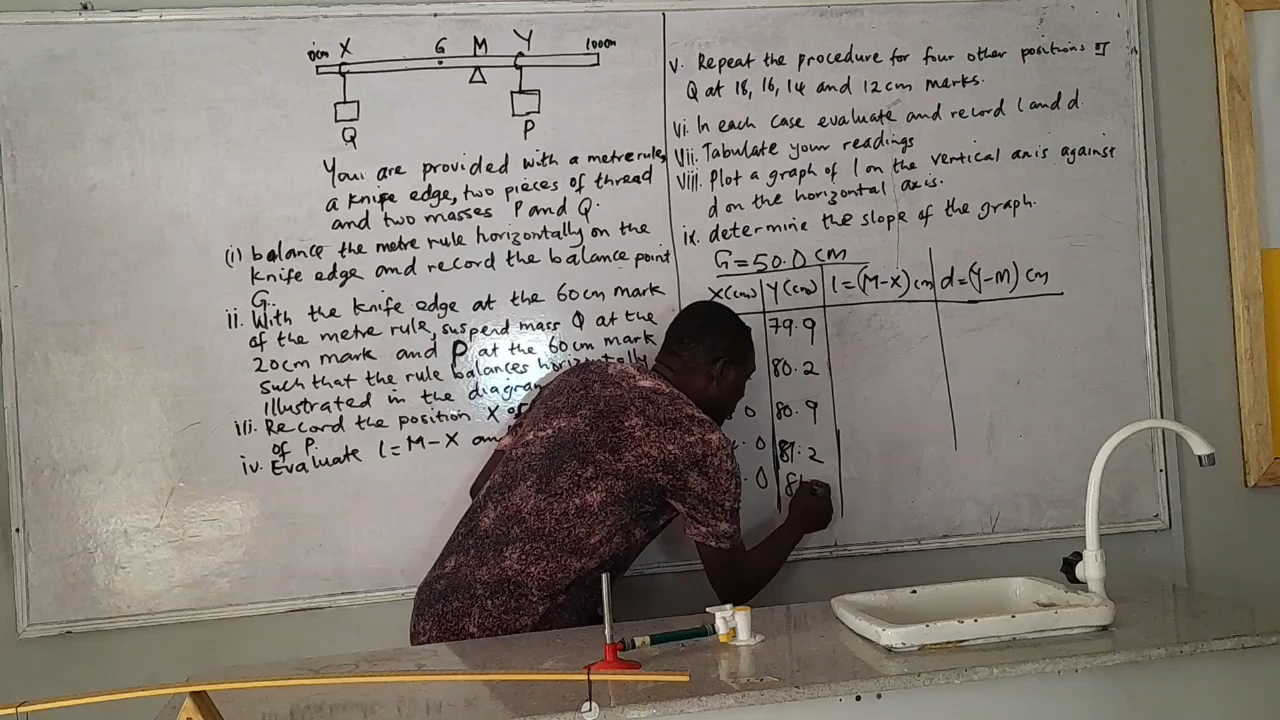 0cm X G M Y 100cm
Q P
You are provided with a metre rule,
a knife edge, two pieces of thread
and two masses P and Q.
(i) balance the metre rule horizontally on the
knife edge and record the balance point
G.
ii. With the knife edge at the 60cm mark
of the metre rule, suspend mass Q at the
20cm mark and P at the 60cm mark
such that the rule balances horizontally
illustrated in the diagram
iii. Record the position X of
of P.
iv. Evaluate l = M - X an
v. Repeat the procedure for four other positions of
Q at 18, 16, 14 and 12cm marks.
vi. In each case evaluate and record l and d.
vii. Tabulate your readings
viii. Plot a graph of l on the vertical axis against
d on the horizontal axis.
ix. determine the slope of the graph.
G = 50.0 cm
X(cm) Y(cm) l = (M-X) cm d = (Y-M) cm
79.9
80.2
0 80.9
.0 81.2
.0